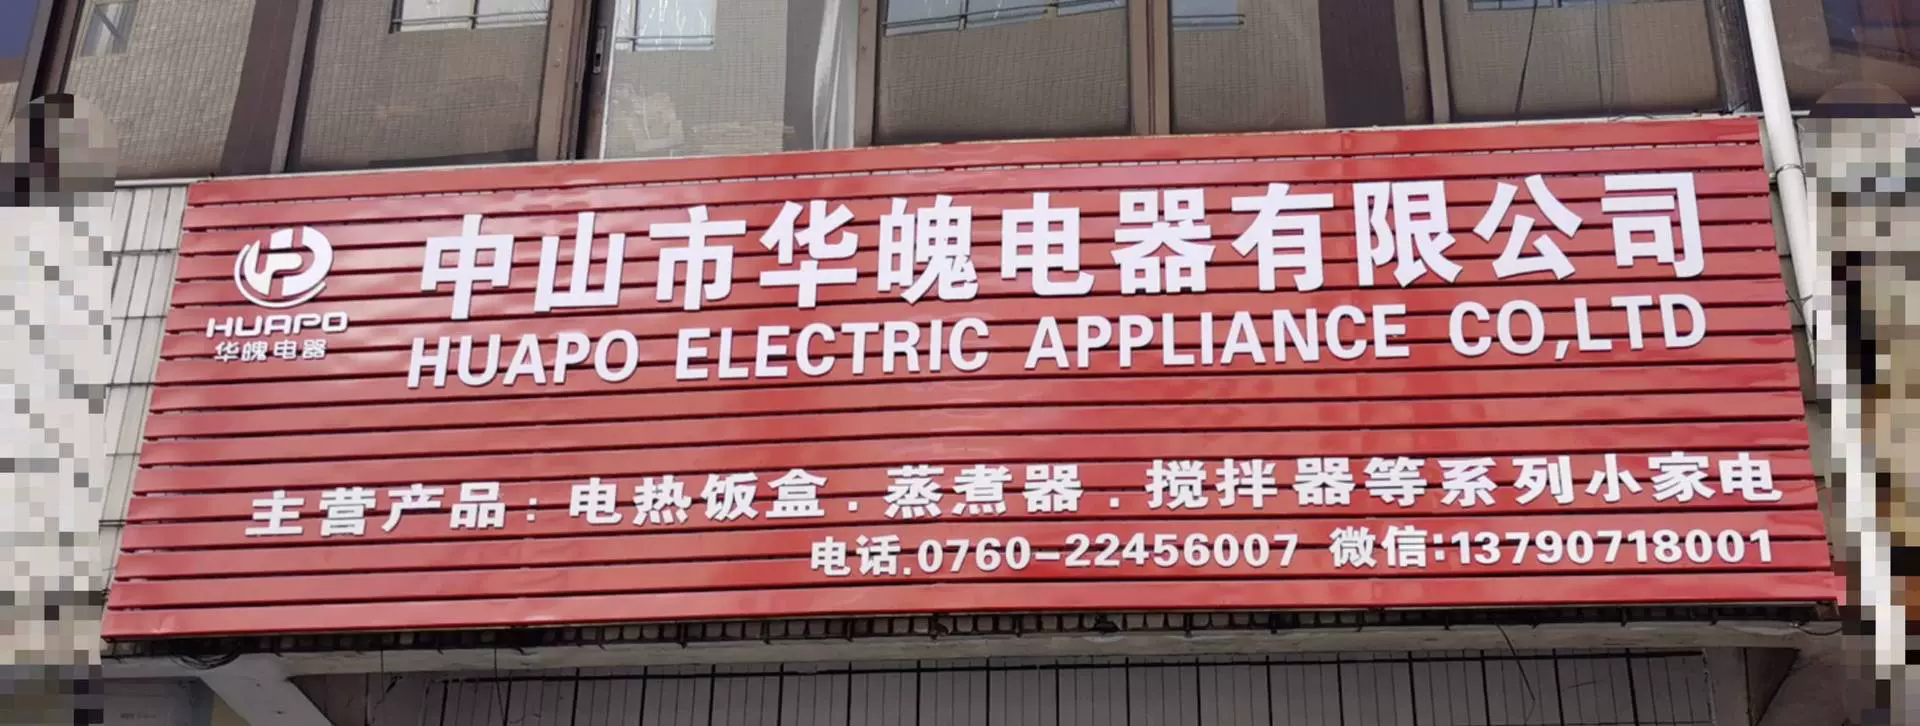 HUAPO
华魄电器
中山市华魄电器有限公司
HUAPO ELECTRIC APPLIANCE CO,LTD
主营产品:电热饭盒.蒸煮器.搅拌器等系列小家电
电话.0760-22456007 微信:13790718001